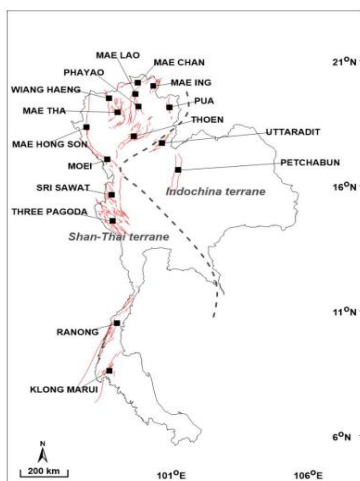 MAE LAO
MAE CHAN
21°N
PHAYAO
MAE ING
WIANG HAENG
PUA
MAE THA
THOEN
UTTARADIT
MAE HONG SON
PETCHABUN
MOEI
16°N
SRI SAWAT
Indochina terrane
THREE PAGODA
Shan-Thai terrane
11°N
RANONG
KLONG MARUI
6°N
N
200 km
101°E
106°E